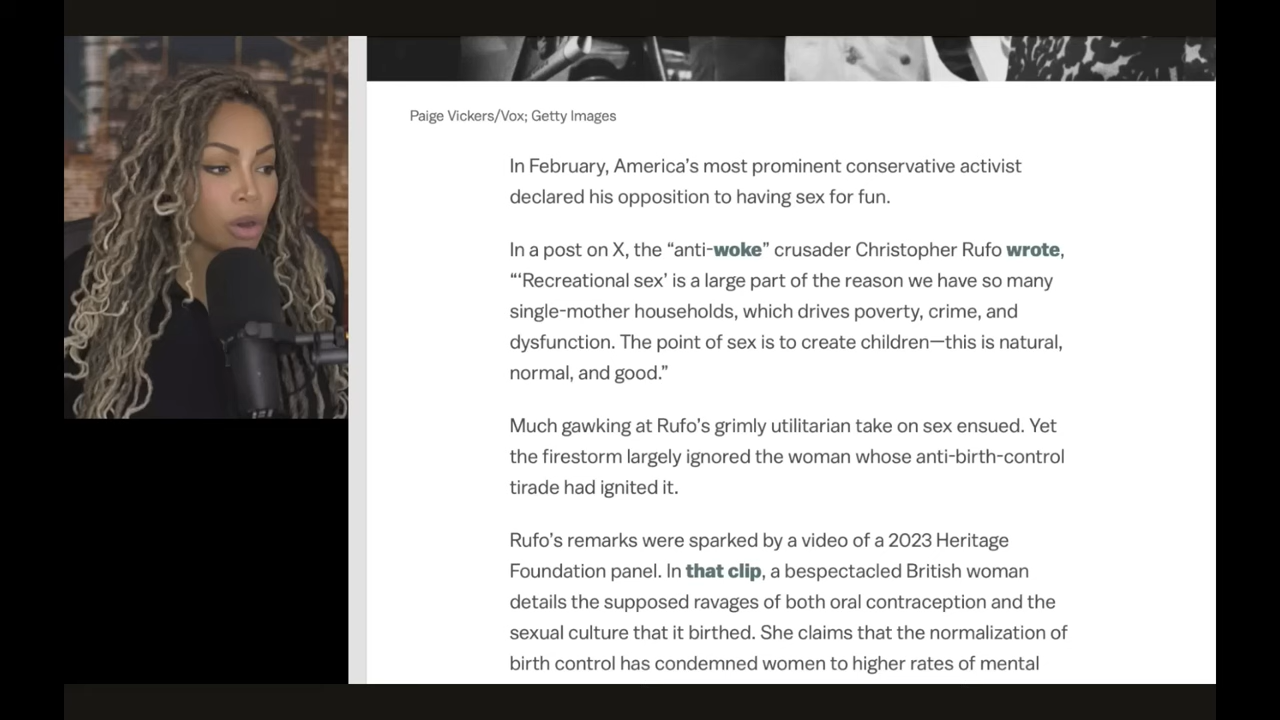 Paige Vickers/Vox; Getty Images
In February, America’s most prominent conservative activist
declared his opposition to having sex for fun.
In a post on X, the “anti-woke” crusader Christopher Rufo wrote,
“‘Recreational sex’ is a large part of the reason we have so many
single-mother households, which drives poverty, crime, and
dysfunction. The point of sex is to create children—this is natural,
normal, and good.”
Much gawking at Rufo’s grimly utilitarian take on sex ensued. Yet
the firestorm largely ignored the woman whose anti-birth-control
tirade had ignited it.
Rufo’s remarks were sparked by a video of a 2023 Heritage
Foundation panel. In that clip, a bespectacled British woman
details the supposed ravages of both oral contraception and the
sexual culture that it birthed. She claims that the normalization of
birth control has condemned women to higher rates of mental